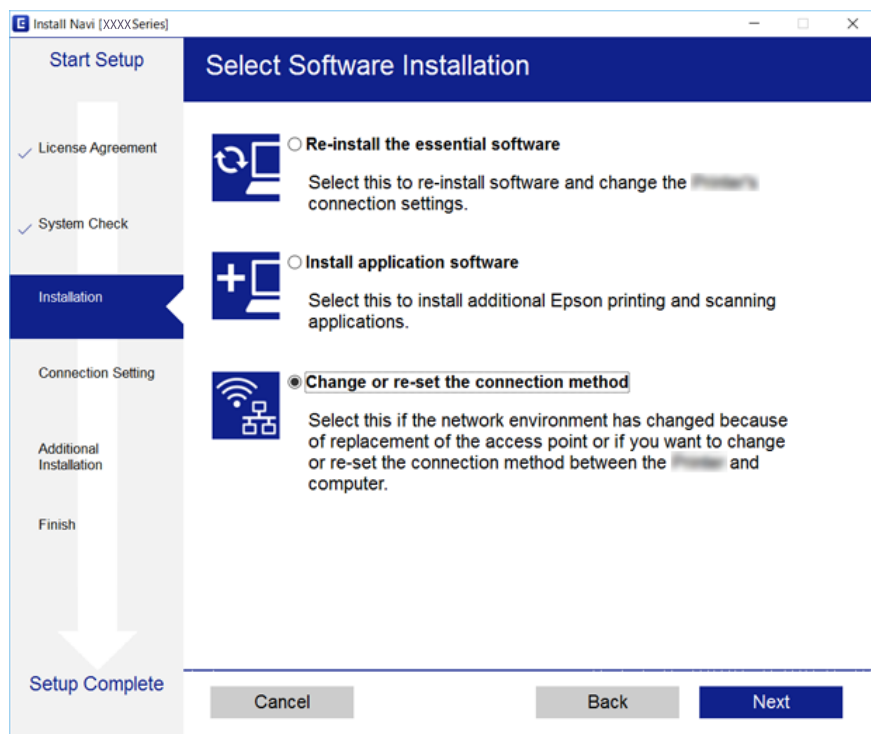 E Install Navi [XXXX Series]
Start Setup
License Agreement
System Check
Installation
Connection Setting
Additional
Installation
Finish
Setup Complete
Select Software Installation
Re-install the essential software
Select this to re-install software and change the
connection settings.
Install application software
Select this to install additional Epson printing and scanning
applications.
Change or re-set the connection method
Select this if the network environment has changed because
of replacement of the access point or if you want to change
or re-set the connection method between the and
computer.
Cancel
Back
Next